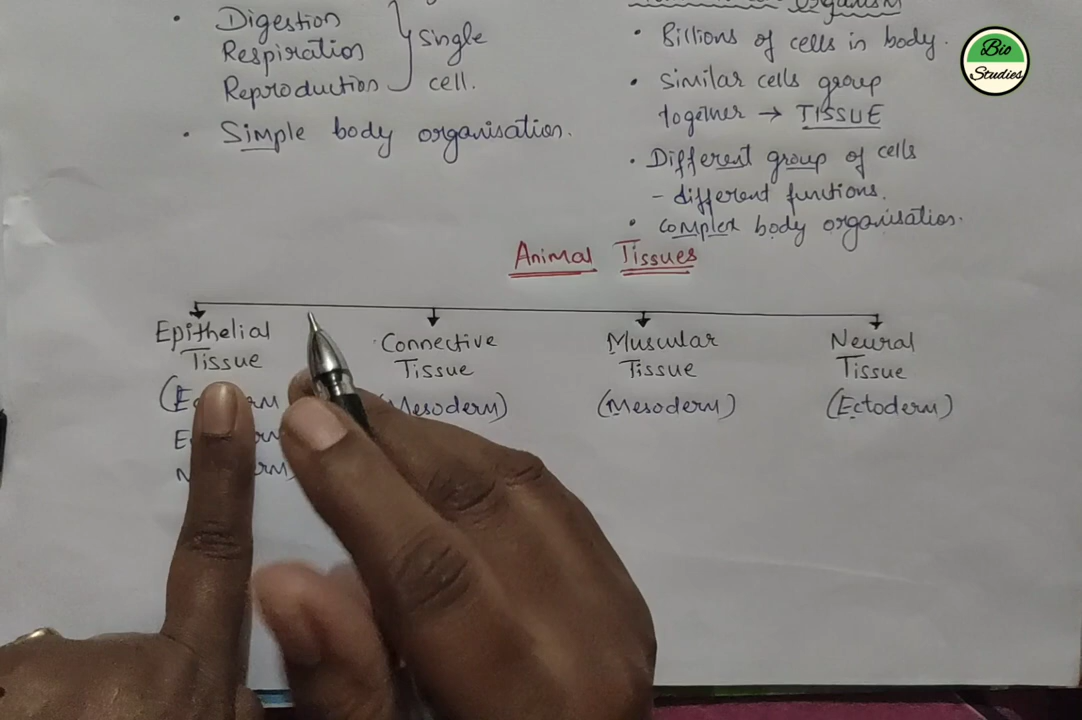 • Digestion
Respiration
Reproduction
Single
cell.
• Simple body organisation.
Organism
• Billions of cells in body.
• Similar cells group
together → TISSUE
• Different group of cells
- different functions.
• Complex body organisation.
Bio
Studies
Animal Tissues
Epithelial
Tissue
Connective
Tissue
(Mesoderm)
Muscular
Tissue
(Mesoderm)
Neural
Tissue
(Ectoderm)